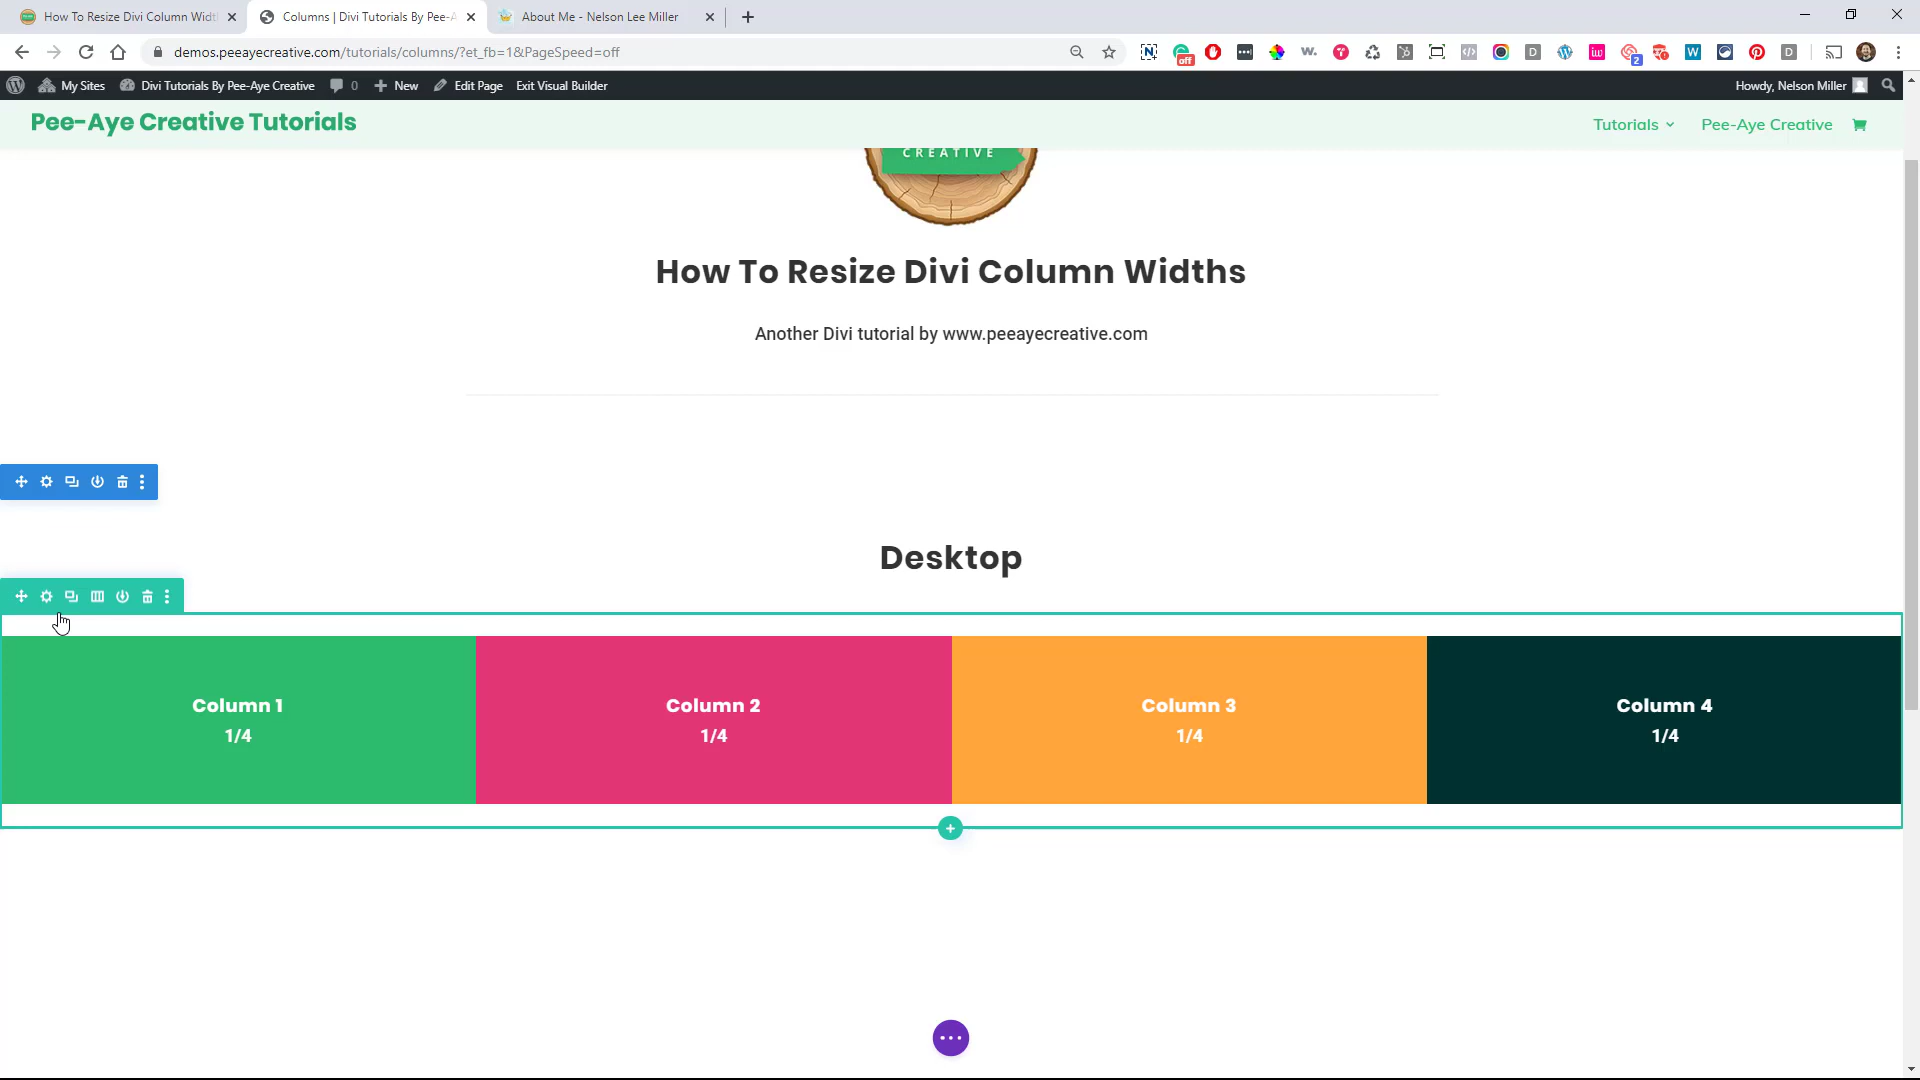 How To Resize Divi Column Widt
Columns | Divi Tutorials By Pee-A
About Me - Nelson Lee Miller
demos.peeayecreative.com/tutorials/columns/?et_fb=1&PageSpeed=off
off
2
My Sites
Divi Tutorials By Pee-Aye Creative
0
New
Edit Page
Exit Visual Builder
Howdy, Nelson Miller
Pee-Aye Creative Tutorials
Tutorials
Pee-Aye Creative
CREATIVE
How To Resize Divi Column Widths
Another Divi tutorial by www.peeayecreative.com
Desktop
Column 1
1/4
Column 2
1/4
Column 3
1/4
Column 4
1/4